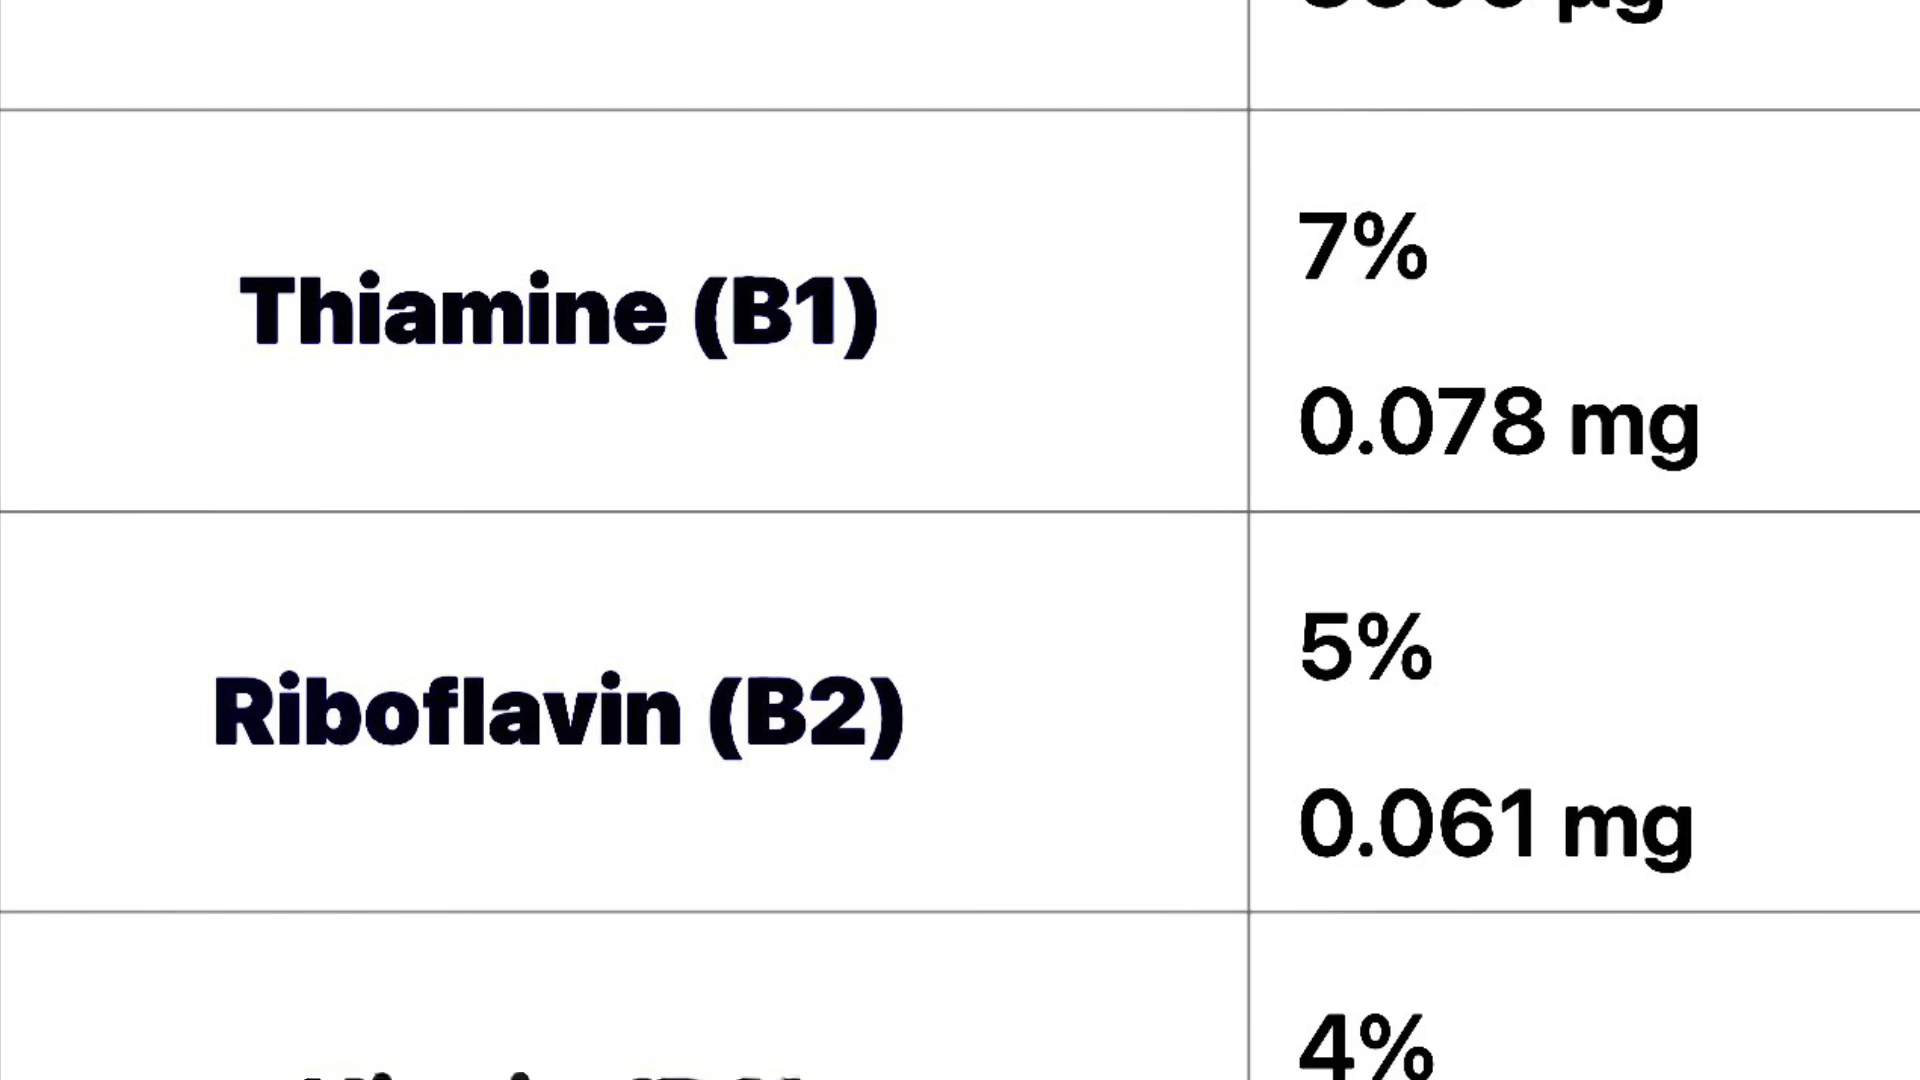 Thiamine (B1)
7%
0.078 mg
Riboflavin (B2)
5%
0.061 mg
4%